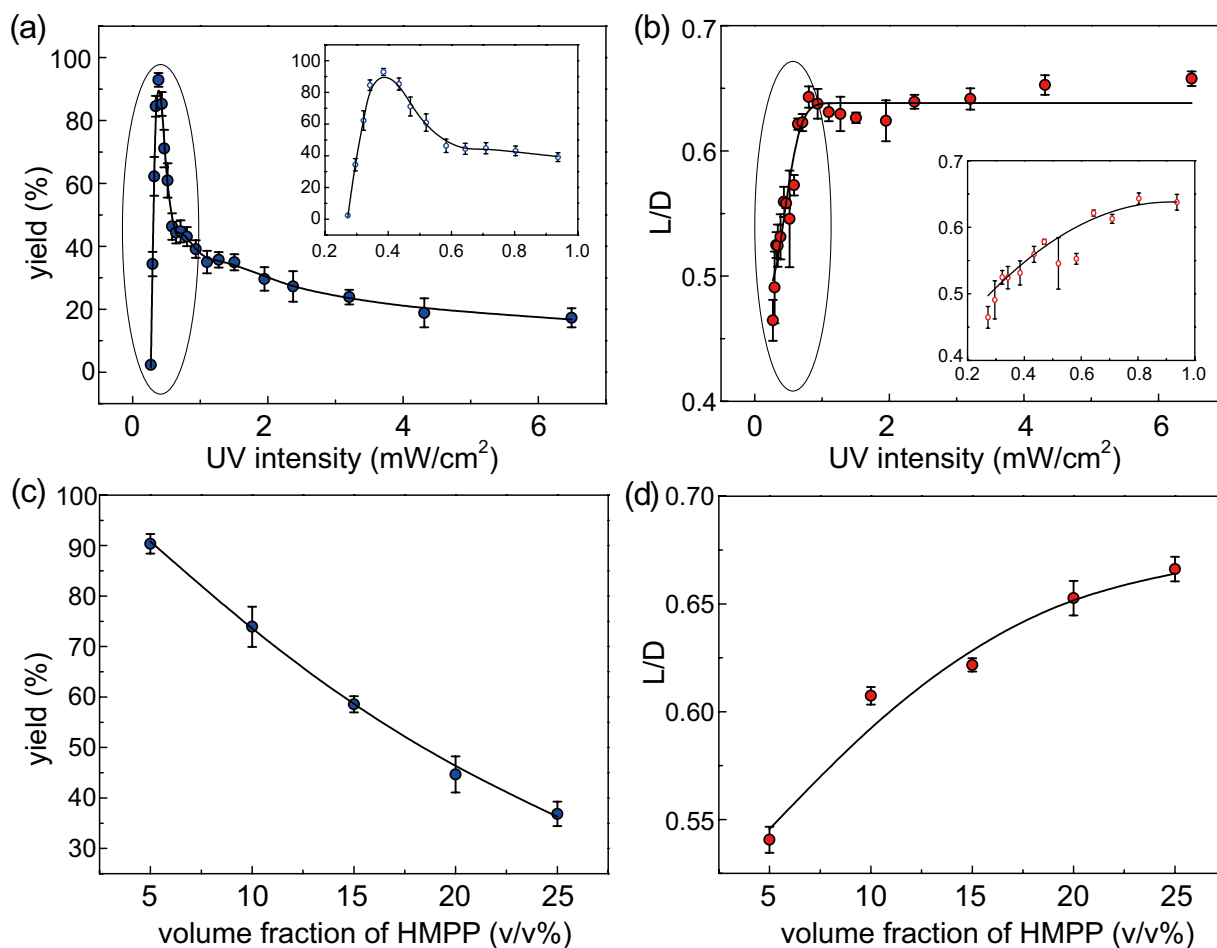 (a)
100
80
60
40
20
0
yield (%)
0 2 4 6
UV intensity (mW/cm²)
100
80
60
40
20
0
0.2 0.4 0.6 0.8 1.0
(b)
0.7
0.6
0.5
0.4
L/D
0 2 4 6
UV intensity (mW/cm²)
0.7
0.6
0.5
0.4
0.2 0.4 0.6 0.8 1.0
(c)
100
90
80
70
60
50
40
30
yield (%)
5 10 15 20 25
volume fraction of HMPP (v/v%)
(d)
0.70
0.65
0.60
0.55
L/D
5 10 15 20 25
volume fraction of HMPP (v/v%)